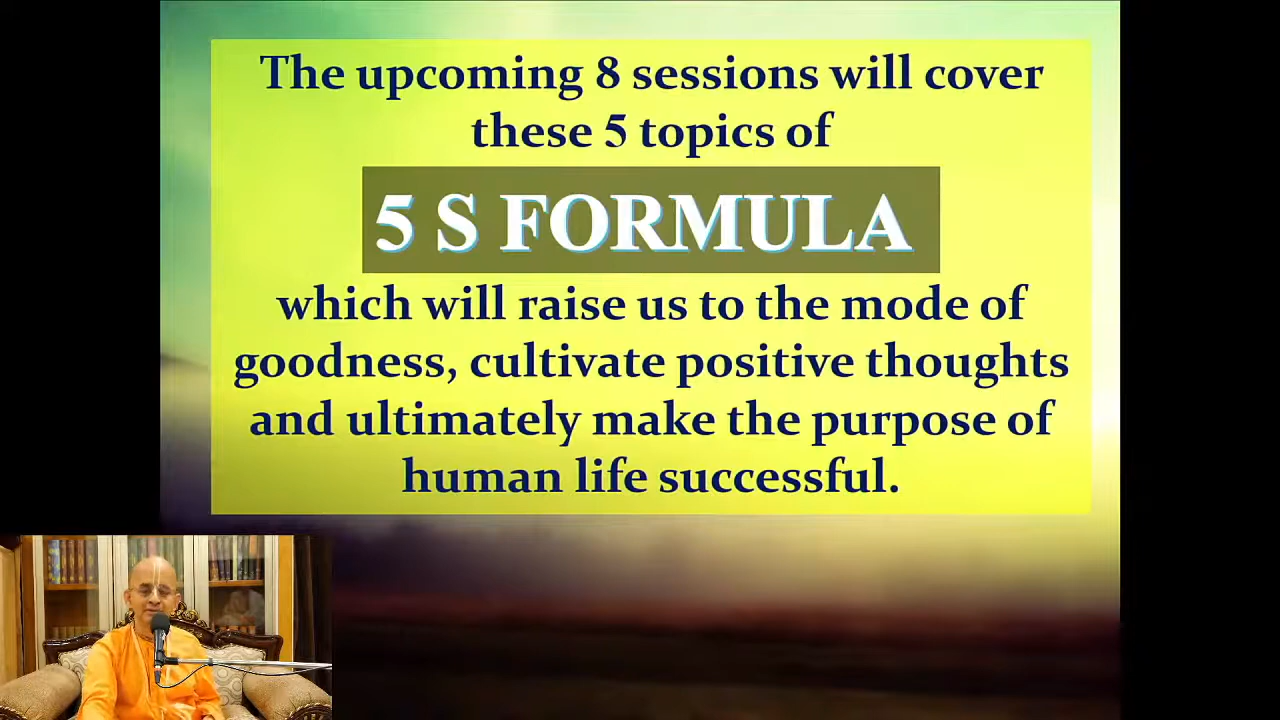 The upcoming 8 sessions will cover
these 5 topics of
5 S FORMULA
which will raise us to the mode of
goodness, cultivate positive thoughts
and ultimately make the purpose of
human life successful.